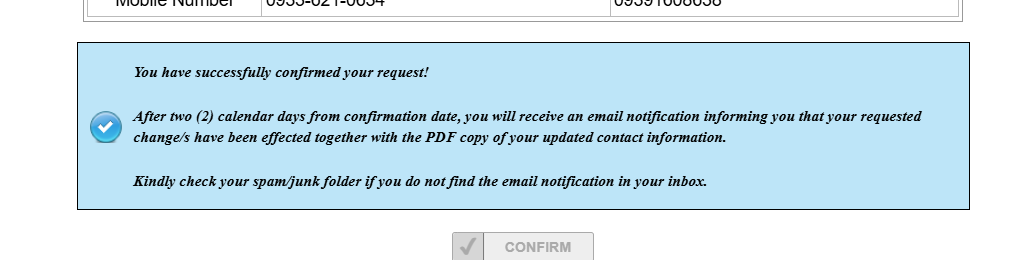 Mobile Number 0935-621-0634 09391608638
You have successfully confirmed your request!
After two (2) calendar days from confirmation date, you will receive an email notification informing you that your requested
change/s have been effected together with the PDF copy of your updated contact information.
Kindly check your spam/junk folder if you do not find the email notification in your inbox.
CONFIRM